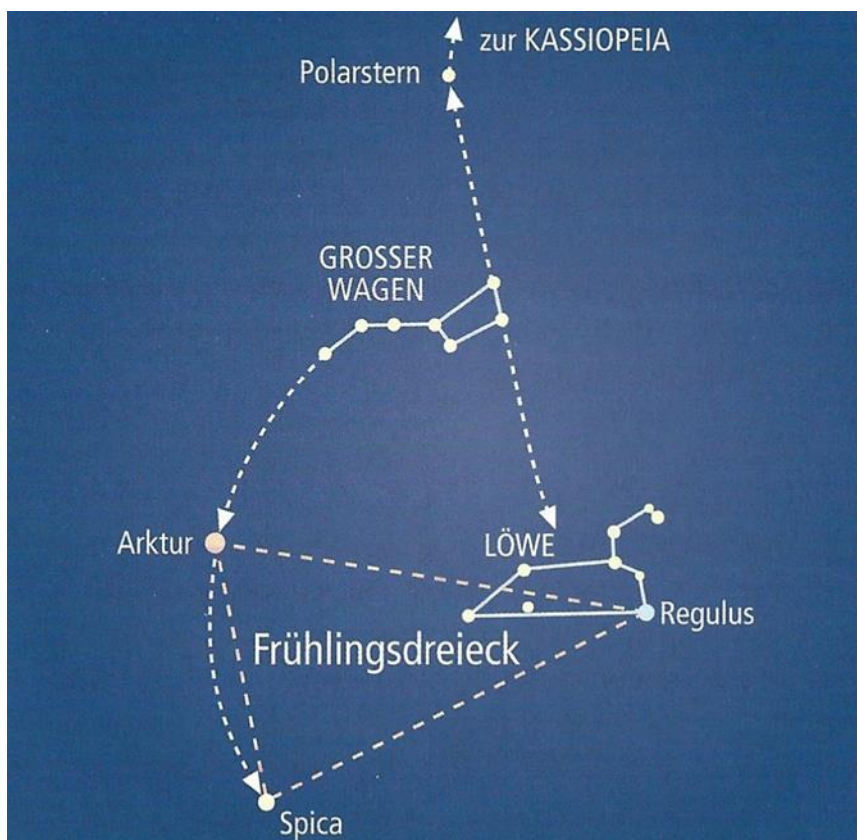 zur KASSIOPEIA
Polarstern
GROSSER
WAGEN
Arktur
LÖWE
Regulus
Frühlingsdreieck
Spica